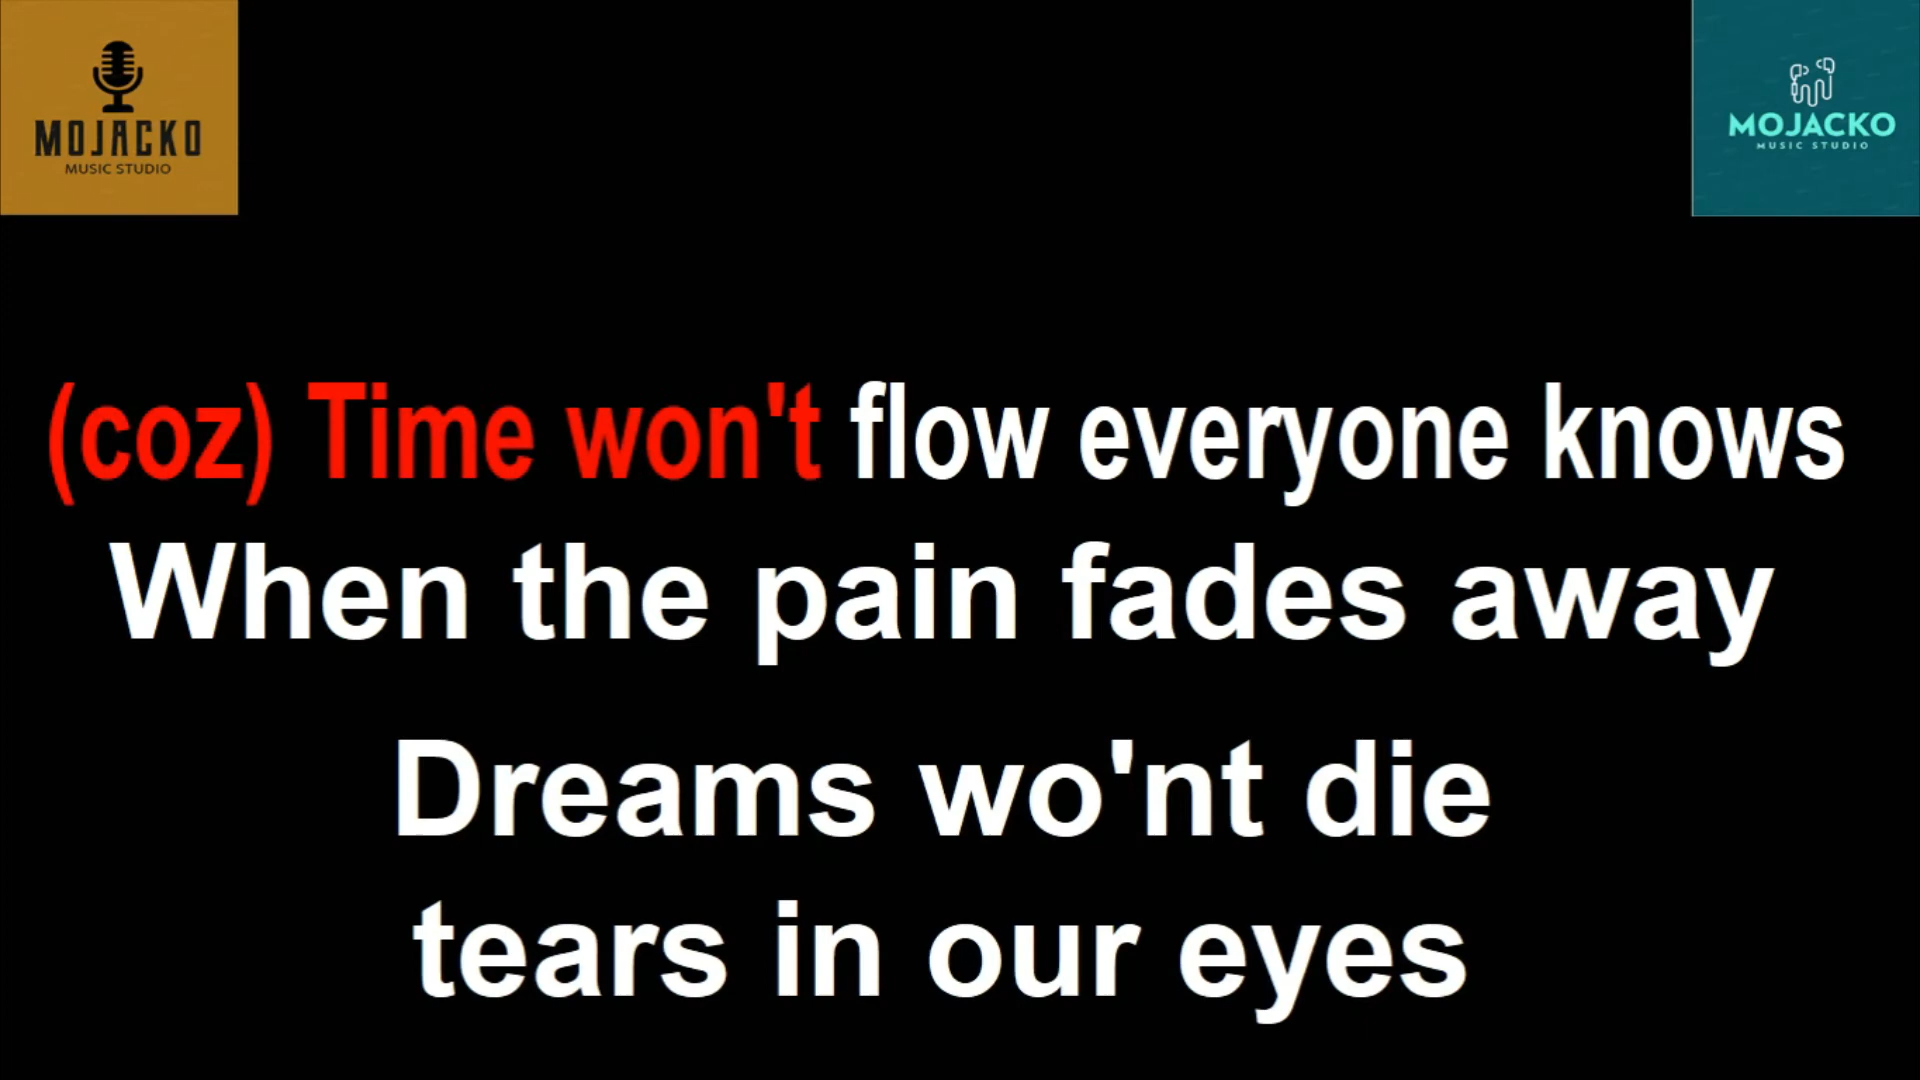 MOJACKO
MUSIC STUDIO
MOJACKO
MUSIC STUDIO
(coz) Time won't flow everyone knows
When the pain fades away
Dreams wo'nt die
tears in our eyes